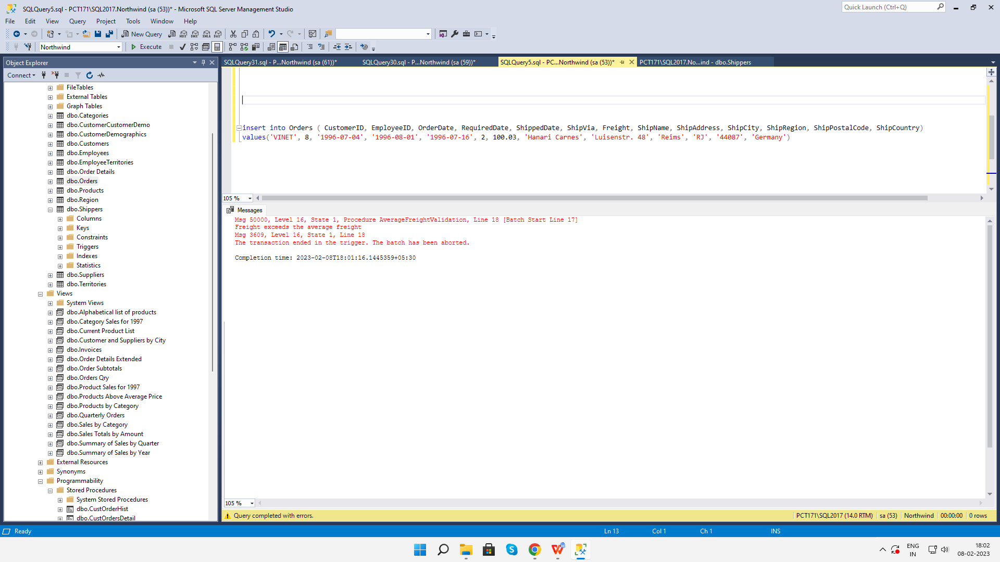 SQLQuery5.sql - PCT171\SQL2017.Northwind (sa (53))* - Microsoft SQL Server Management Studio
Quick Launch (Ctrl+Q)
File Edit View Query Project Tools Window Help
New Query MDX DMX XMLA DAX
Northwind Execute
Object Explorer
Connect
FileTables
External Tables
Graph Tables
dbo.Categories
dbo.CustomerCustomerDemo
dbo.CustomerDemographics
dbo.Customers
dbo.Employees
dbo.EmployeeTerritories
dbo.Order Details
dbo.Orders
dbo.Products
dbo.Region
dbo.Shippers
Columns
Keys
Constraints
Triggers
Indexes
Statistics
dbo.Suppliers
dbo.Territories
Views
System Views
dbo.Alphabetical list of products
dbo.Category Sales for 1997
dbo.Current Product List
dbo.Customer and Suppliers by City
dbo.Invoices
dbo.Order Details Extended
dbo.Order Subtotals
dbo.Orders Qry
dbo.Product Sales for 1997
dbo.Products Above Average Price
dbo.Products by Category
dbo.Quarterly Orders
dbo.Sales by Category
dbo.Sales Totals by Amount
dbo.Summary of Sales by Quarter
dbo.Summary of Sales by Year
External Resources
Synonyms
Programmability
Stored Procedures
System Stored Procedures
dbo.CustOrderHist
dbo.CustOrdersDetail
SQLQuery31.sql - P...Northwind (sa (61))* SQLQuery30.sql - P...Northwind (sa (59))* SQLQuery5.sql - PC...Northwind (sa (53))* PCT171\SQL2017.No...ind - dbo.Shippers
insert into Orders ( CustomerID, EmployeeID, OrderDate, RequiredDate, ShippedDate, ShipVia, Freight, ShipName, ShipAddress, ShipCity, ShipRegion, ShipPostalCode, ShipCountry)
values('VINET', 8, '1996-07-04', '1996-08-01', '1996-07-16', 2, 100.03, 'Hanari Carnes', 'Luisenstr. 48', 'Reims', 'RJ', '44087', 'Germany')
105 %
Messages
Msg 50000, Level 16, State 1, Procedure AverageFreightValidation, Line 18 [Batch Start Line 17]
Freight exceeds the average freight
Msg 3609, Level 16, State 1, Line 18
The transaction ended in the trigger. The batch has been aborted.
Completion time: 2023-02-08T18:01:16.1445359+05:30
105 %
Query completed with errors. PCT171\SQL2017 (14.0 RTM) sa (53) Northwind 00:00:00 0 rows
Ready Ln 13 Col 1 Ch 1 INS
ENG
IN
18:02
08-02-2023